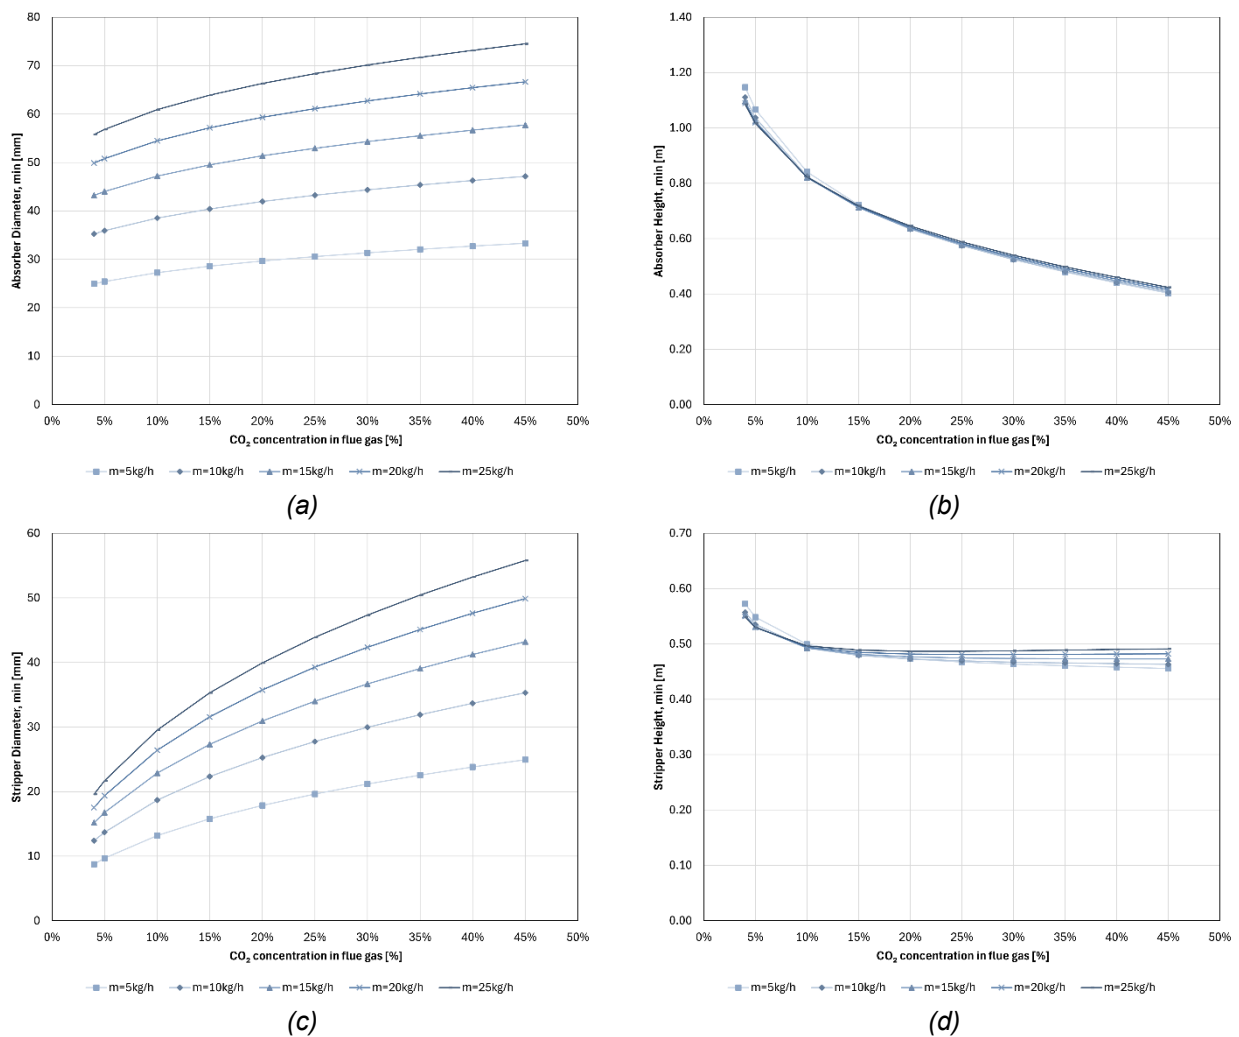 80
70
60
50
40
30
20
10
0
Absorber Diameter, min [mm]
0% 5% 10% 15% 20% 25% 30% 35% 40% 45% 50%
CO₂ concentration in flue gas [%]
m=5kg/h m=10kg/h m=15kg/h m=20kg/h m=25kg/h
(a)
1.40
1.20
1.00
0.80
0.60
0.40
0.20
0.00
Absorber Height, min [m]
0% 5% 10% 15% 20% 25% 30% 35% 40% 45% 50%
CO₂ concentration in flue gas [%]
m=5kg/h m=10kg/h m=15kg/h m=20kg/h m=25kg/h
(b)
60
50
40
30
20
10
0
Stripper Diameter, min [mm]
0% 5% 10% 15% 20% 25% 30% 35% 40% 45% 50%
CO₂ concentration in flue gas [%]
m=5kg/h m=10kg/h m=15kg/h m=20kg/h m=25kg/h
(c)
0.70
0.60
0.50
0.40
0.30
0.20
0.10
0.00
Stripper Height, min [m]
0% 5% 10% 15% 20% 25% 30% 35% 40% 45% 50%
CO₂ concentration in flue gas [%]
m=5kg/h m=10kg/h m=15kg/h m=20kg/h m=25kg/h
(d)